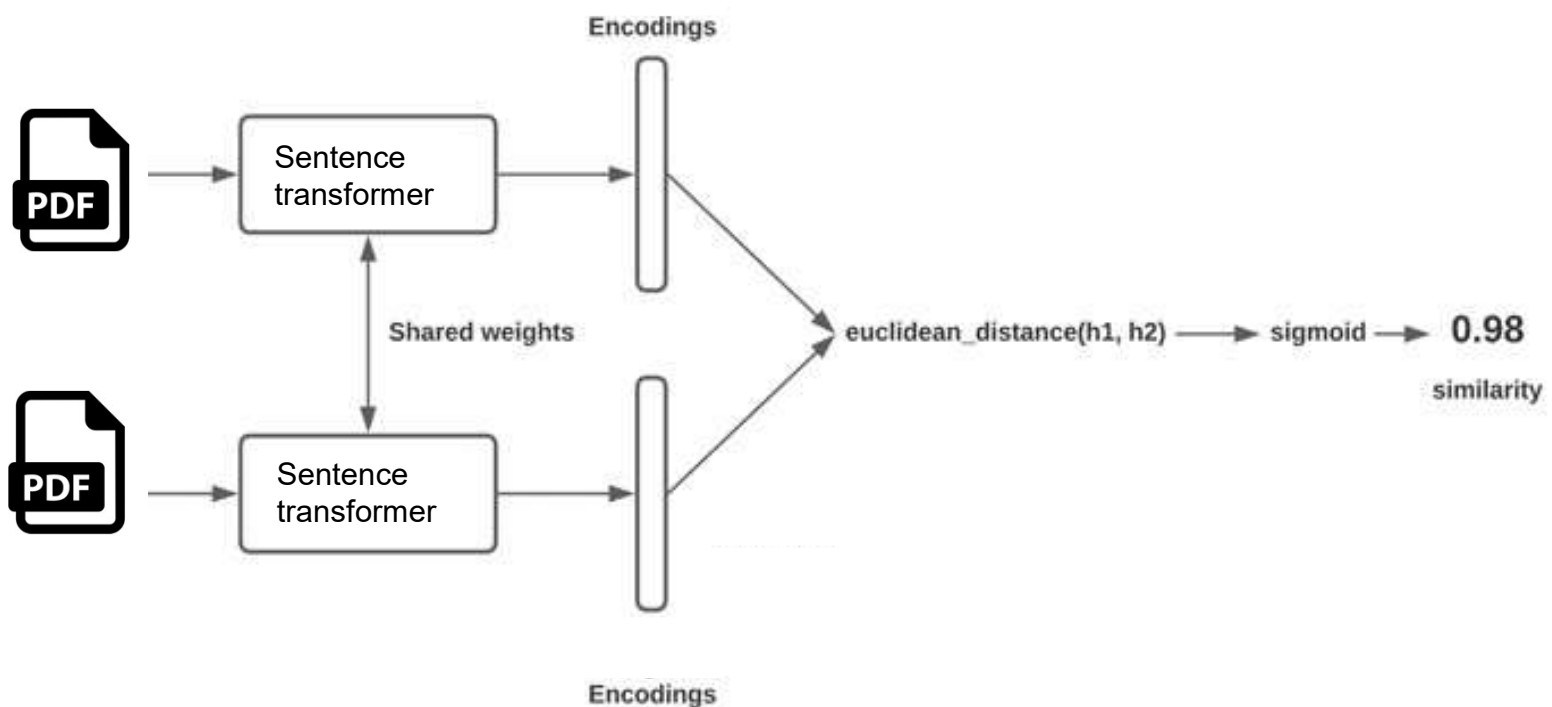 Encodings
PDF
Sentence
transformer
Shared weights
euclidean_distance(h1, h2)
sigmoid
0.98
similarity
PDF
Sentence
transformer
Encodings